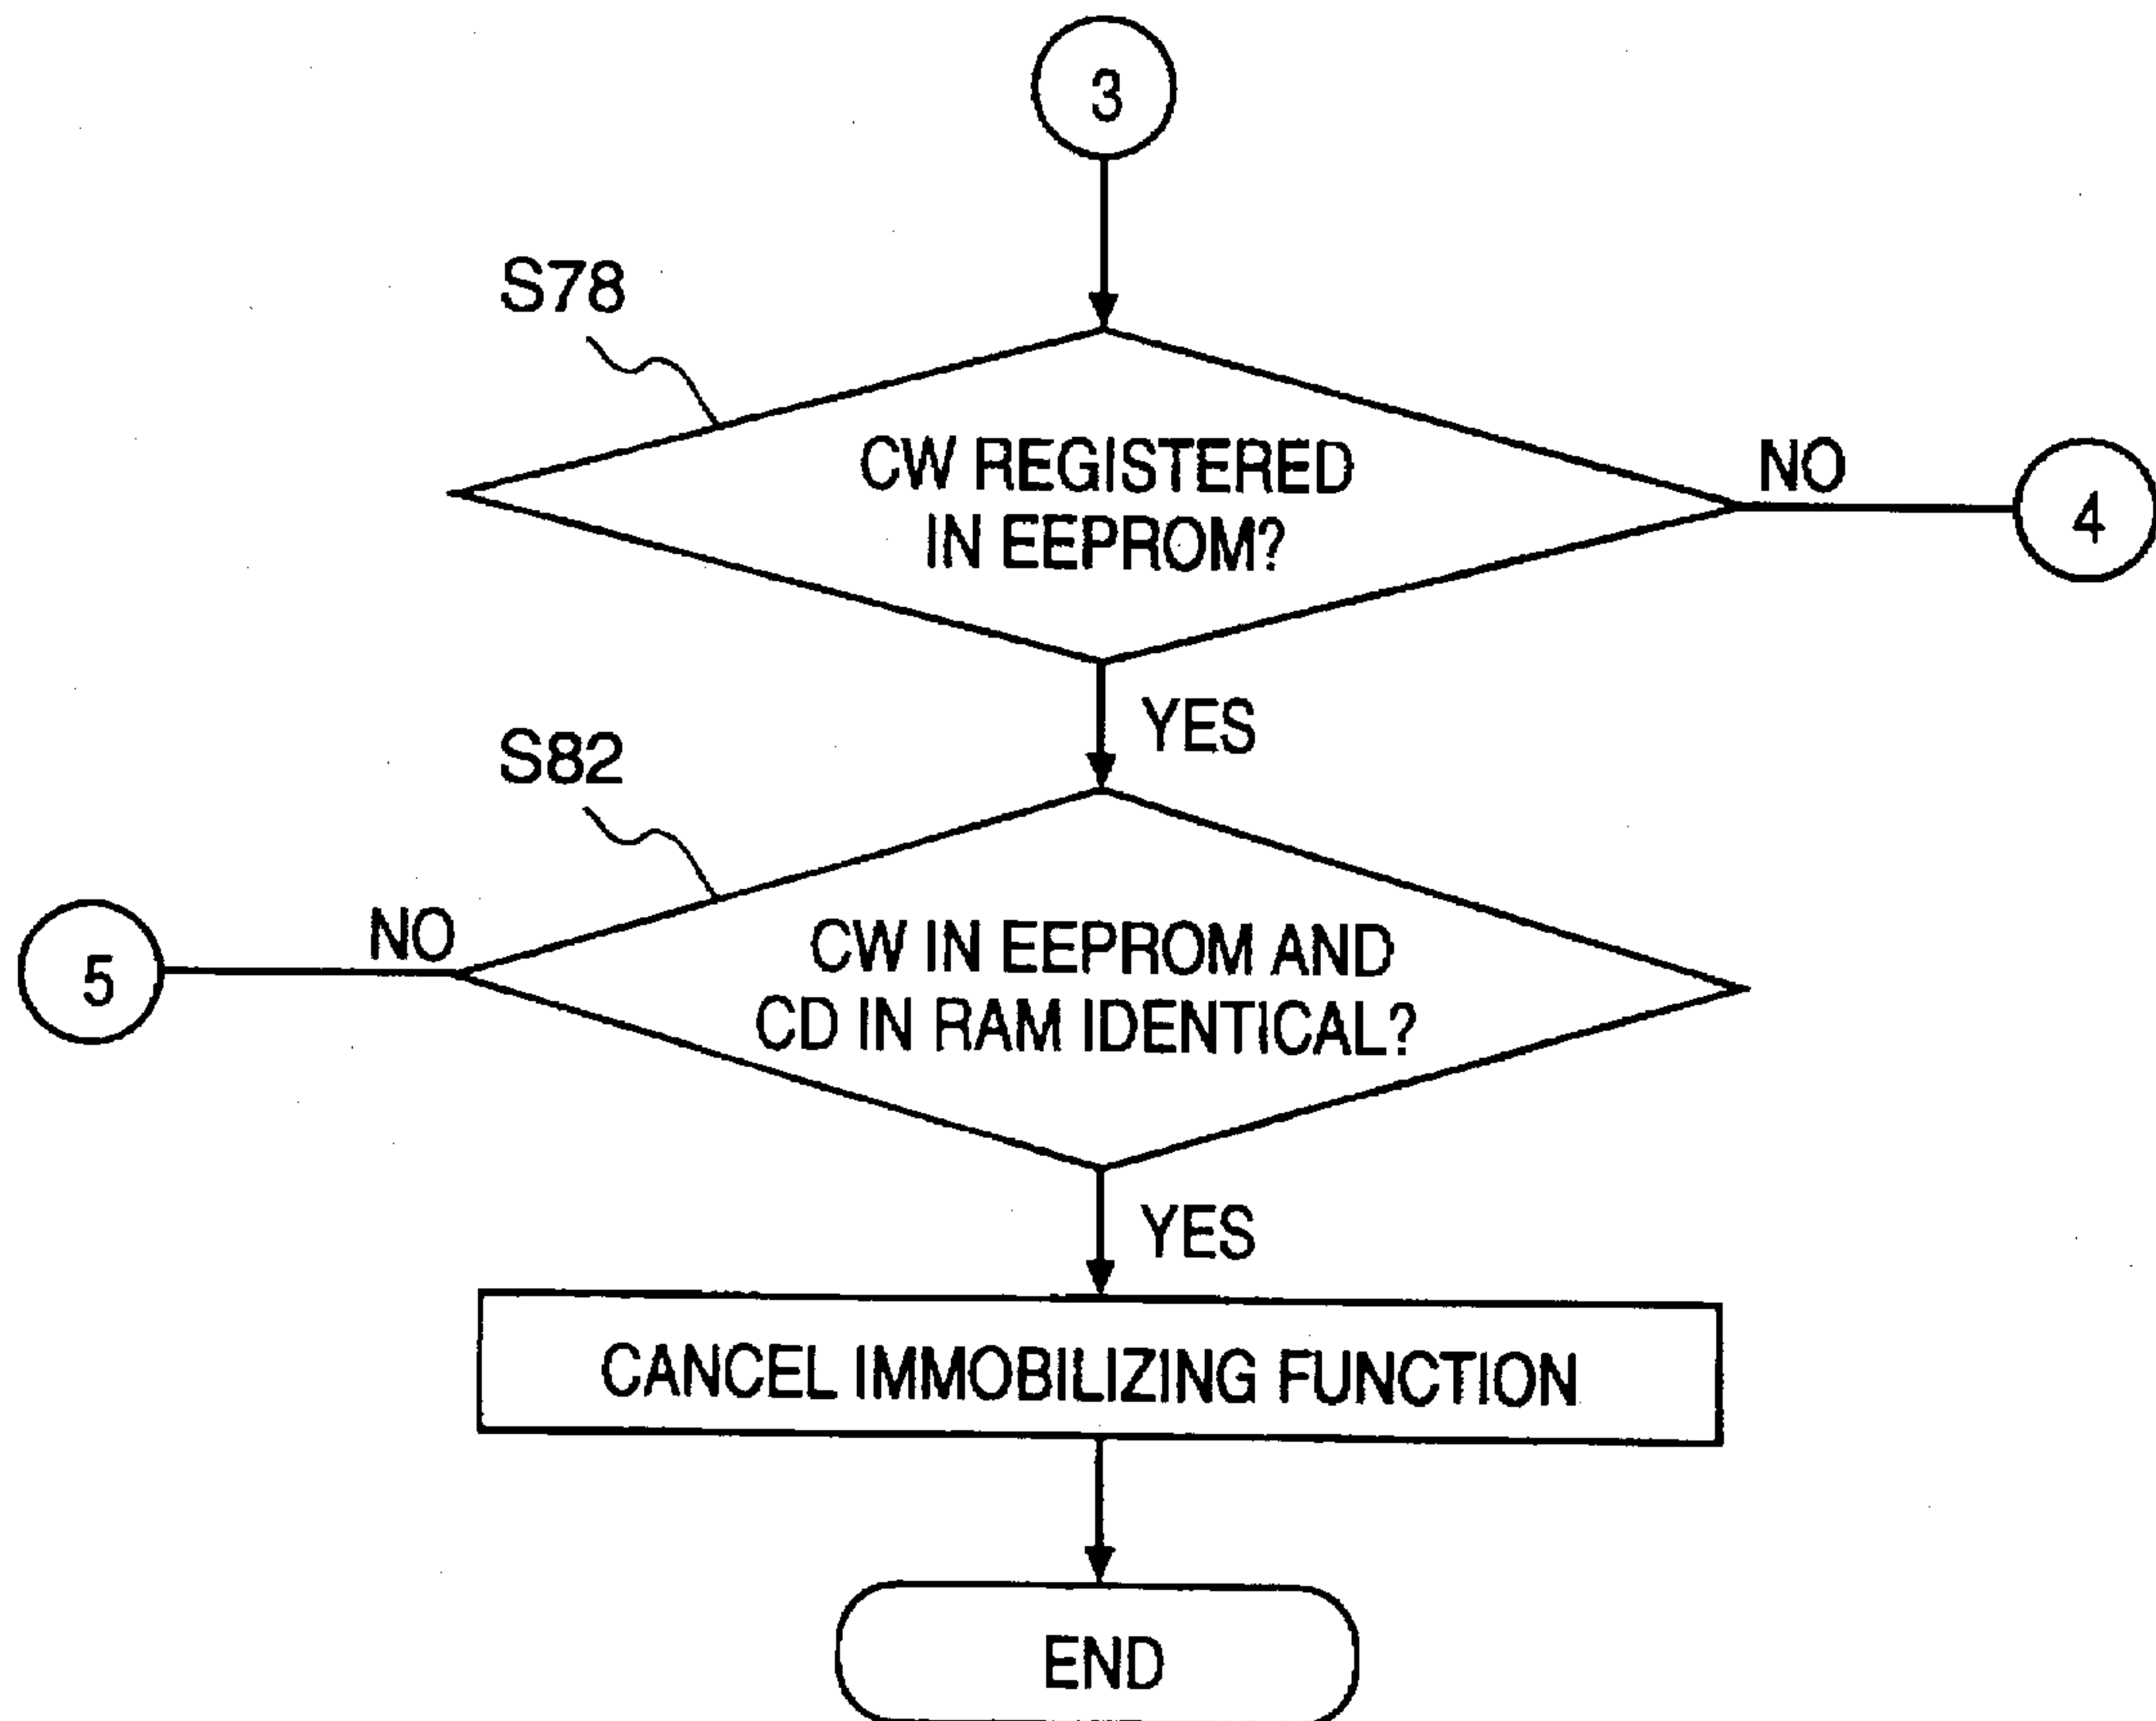 3
S78
CW REGISTERED
IN EEPROM?
NO
4
YES
S82
NO
5
CW IN EEPROM AND
CD IN RAM IDENTICAL?
YES
CANCEL IMMOBILIZING FUNCTION
END